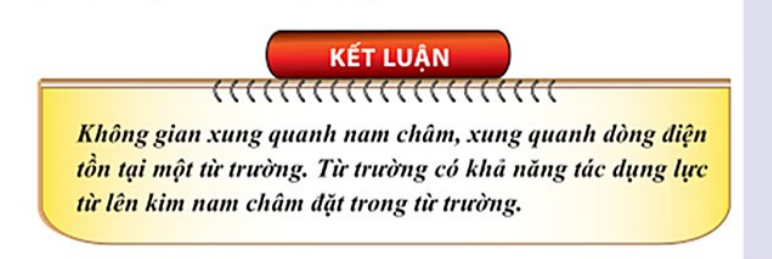 KẾT LUẬN
Không gian xung quanh nam châm, xung quanh dòng điện
tồn tại một từ trường. Từ trường có khả năng tác dụng lực
từ lên kim nam châm đặt trong từ trường.